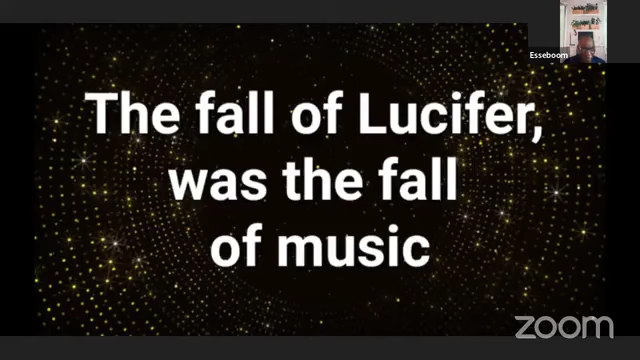 Esseboom
The fall of Lucifer,
was the fall
of music
zoom